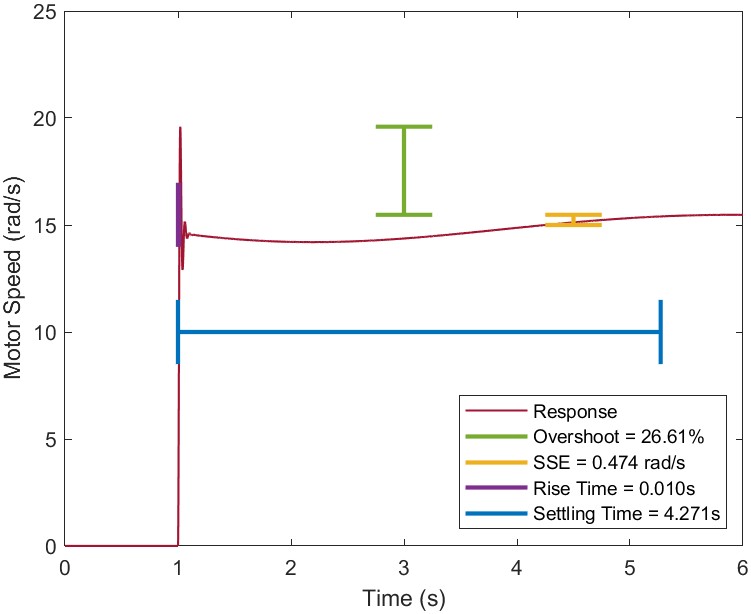 25
20
15
10
5
0
Motor Speed (rad/s)
Response
Overshoot = 26.61%
SSE = 0.474 rad/s
Rise Time = 0.010s
Settling Time = 4.271s
0 1 2 3 4 5 6
Time (s)